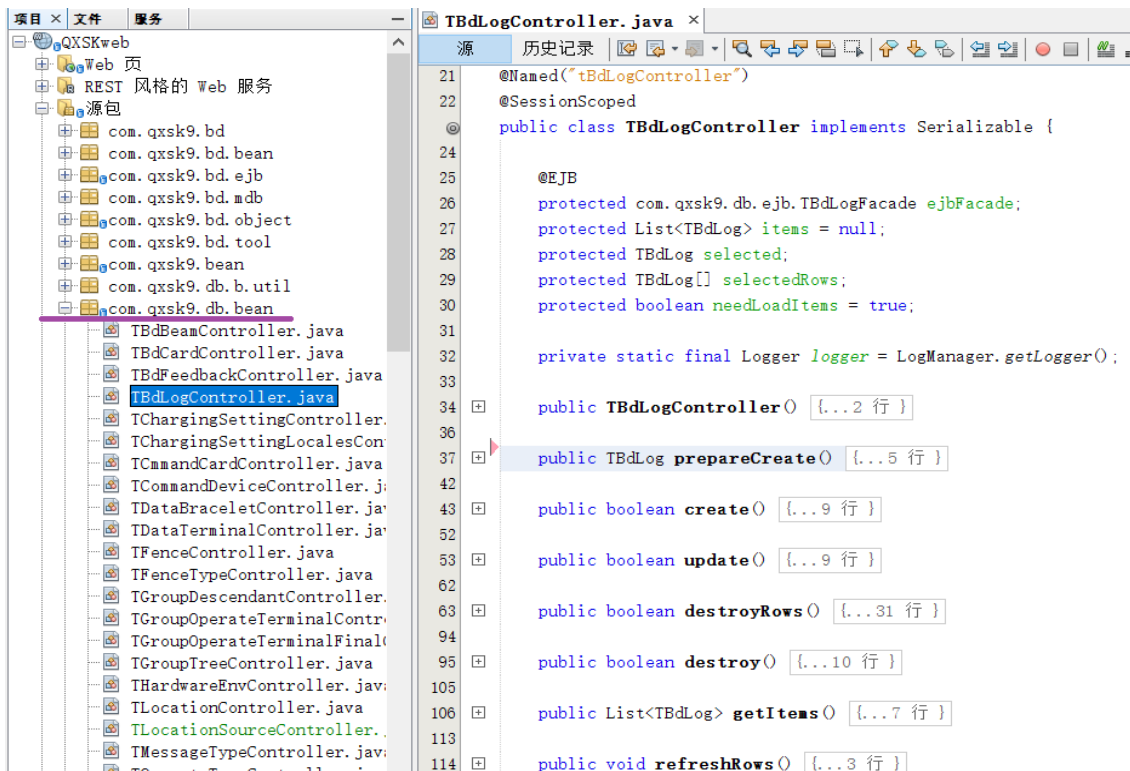 项目 × 文件 服务 —
QXSKweb
Web 页
REST 风格的 Web 服务
源包
com.qxsk9.bd
com.qxsk9.bd.bean
com.qxsk9.bd.ejb
com.qxsk9.bd.mdb
com.qxsk9.bd.object
com.qxsk9.bd.tool
com.qxsk9.bean
com.qxsk9.db.b.util
com.qxsk9.db.bean
TBdBeamController.java
TBdCardController.java
TBdFeedbackController.java
TBdLogController.java
TChargingSettingController.
TChargingSettingLocalesCon
TCmmandCardController.java
TCommandDeviceController.j
TDataBraceletController.jav
TDataTerminalController.jav
TFenceController.java
TFenceTypeController.java
TGroupDescendantController.
TGroupOperateTerminalContr
TGroupOperateTerminalFinal
TGroupTreeController.java
THardwareEnvController.jav
TLocationController.java
TLocationSourceController.
TMessageTypeController.jav
TBdLogController.java ×
源 历史记录
21 @Named("tBdLogController")
22 @SessionScoped
public class TBdLogController implements Serializable {
24
25 @EJB
26 protected com.qxsk9.db.ejb.TBdLogFacade ejbFacade;
27 protected List<TBdLog> items = null;
28 protected TBdLog selected;
29 protected TBdLog[] selectedRows;
30 protected boolean needLoadItems = true;
31
32 private static final Logger logger = LogManager.getLogger();
33
34 public TBdLogController() {...2 行 }
36
37 public TBdLog prepareCreate() {...5 行 }
42
43 public boolean create() {...9 行 }
52
53 public boolean update() {...9 行 }
62
63 public boolean destroyRows() {...31 行 }
94
95 public boolean destroy() {...10 行 }
105
106 public List<TBdLog> getItems() {...7 行 }
113
114 public void refreshRows() {...3 行 }